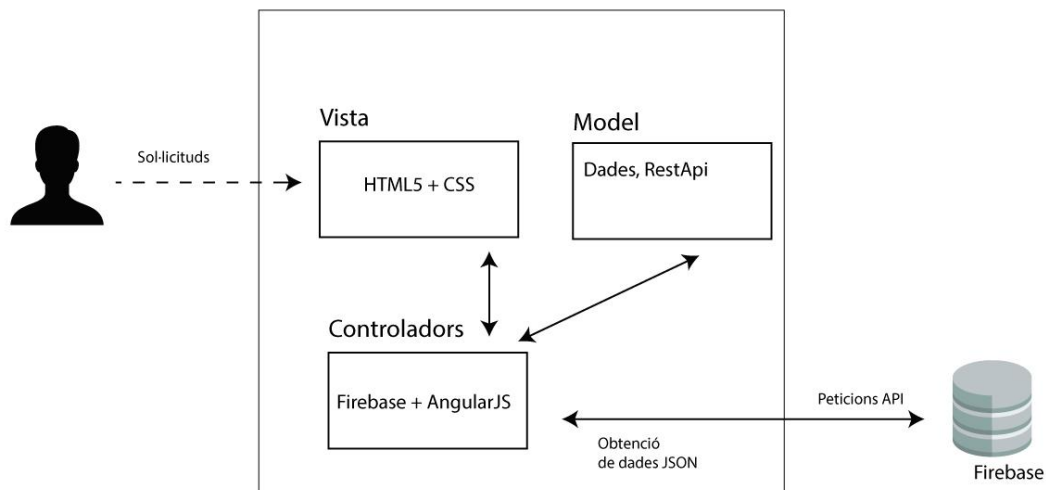 Vista
Model
Sol·licituds
HTML5 + CSS
Dades, RestApi
Controladors
Firebase + AngularJS
Peticions API
Obtenció
de dades JSON
Firebase